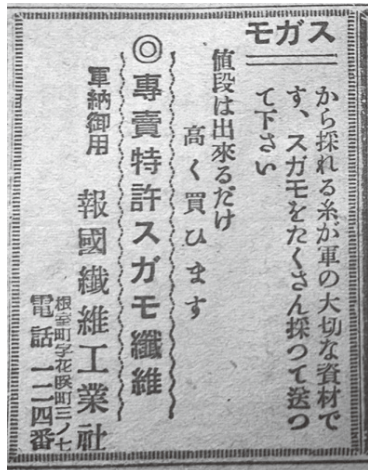 スガモ
から採れる糸が軍の大切な資材で
す、スガモをたくさん採つて送つ
て下さい
値段は出來るだけ
高く買ひます
◎專賣特許スガモ纖維
軍納御用
報國纖維工業社
根室町字花咲町三ノ七
電話一二四番